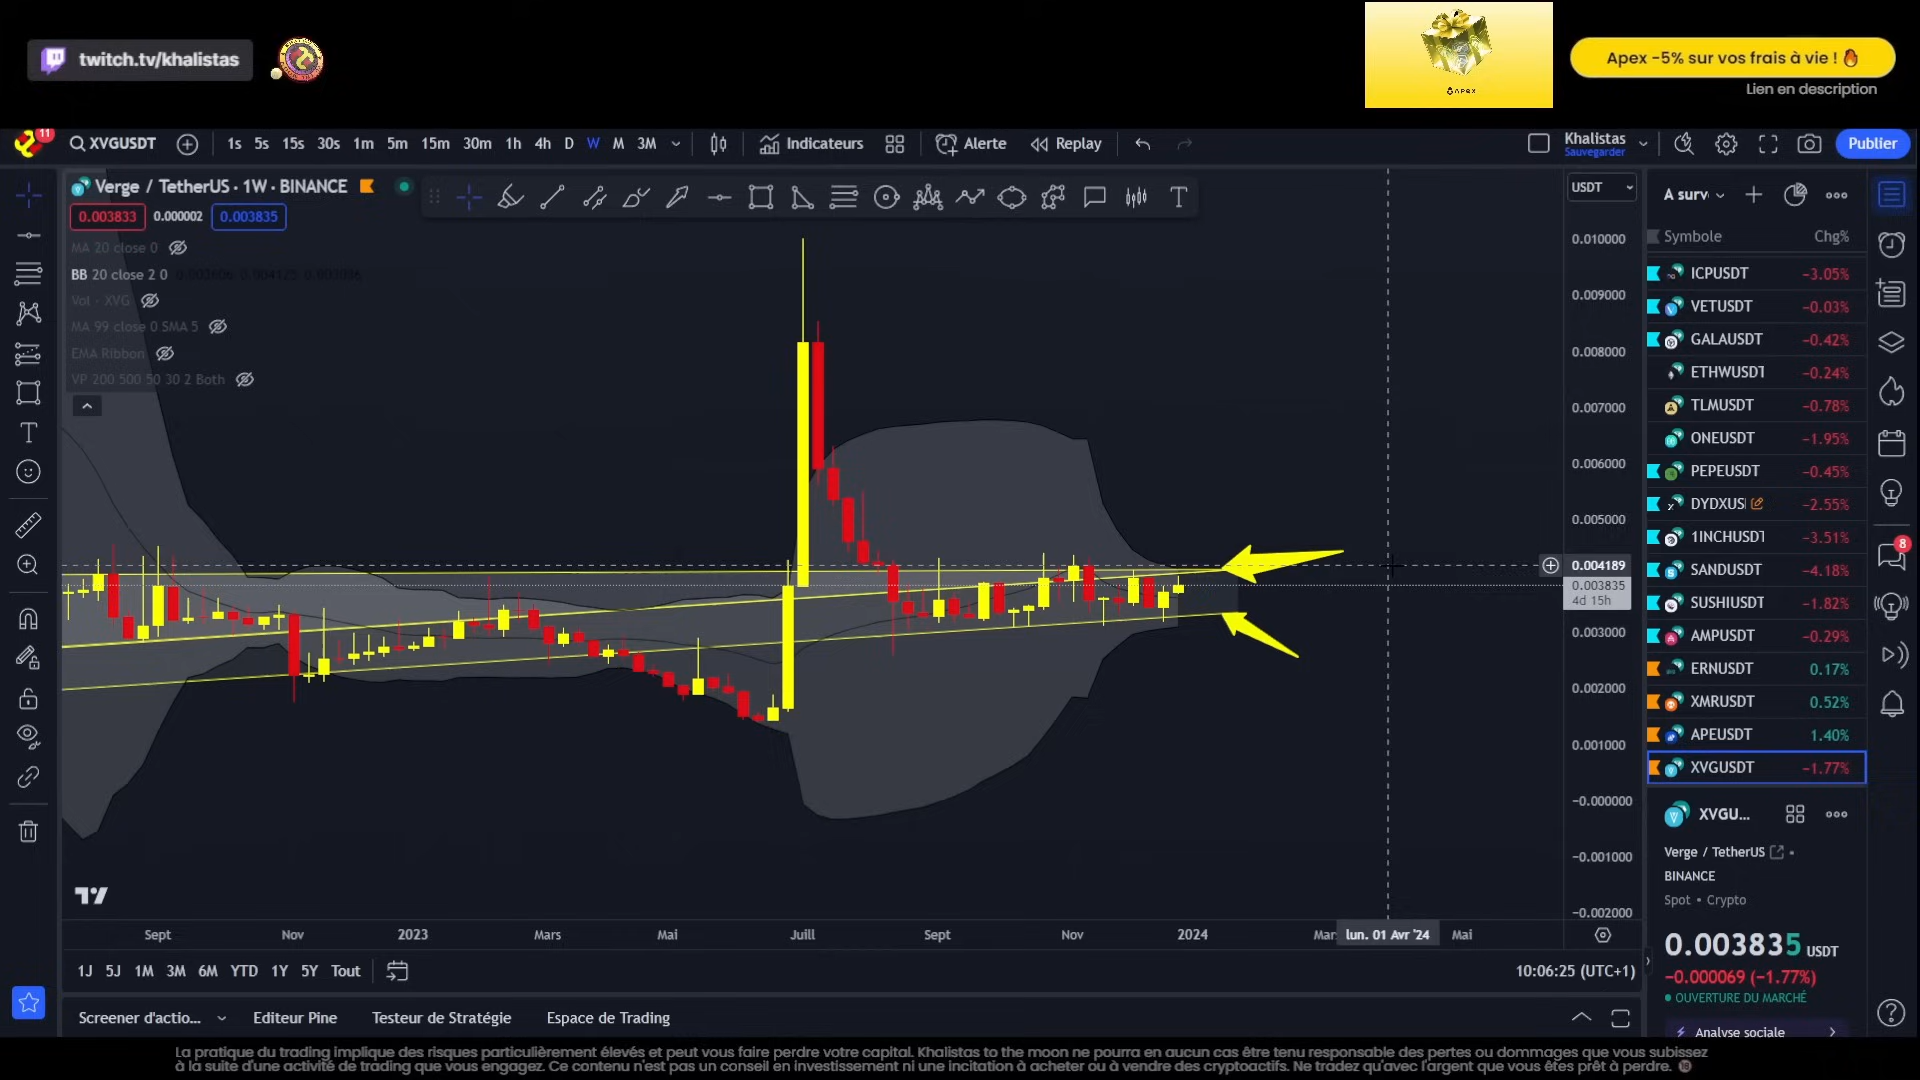 twitch.tv/khalistas
APEX
Apex -5% sur vos frais à vie !
Lien en description
11
XVGUSDT
1s 5s 15s 30s 1m 5m 15m 30m 1h 4h D W M 3M
Indicateurs
Alerte
Replay
Khalistas
Sauvegarder
Publier
Verge / TetherUS · 1W · BINANCE
0.003833 0.000002 0.003835
MA 20 close 0
BB 20 close 2 0
Vol · XVG
MA 99 close 0 SMA 5
EMA Ribbon
VP 200 500 50 30 2 Both
USDT
0.010000
0.009000
0.008000
0.007000
0.006000
0.005000
0.004189
0.003835
4d 15h
0.003000
0.002000
0.001000
-0.000000
-0.001000
-0.002000
A surv
Symbole Chg%
ICPUSDT -3.05%
VETUSDT -0.03%
GALAUSDT -0.42%
ETHWUSDT -0.24%
TLMUSDT -0.78%
ONEUSDT -1.95%
PEPEUSDT -0.45%
DYDXUS -2.55%
1INCHUSDT -3.51%
SANDUSDT -4.18%
SUSHIUSDT -1.82%
AMPUSDT -0.29%
ERNUSDT 0.17%
XMRUSDT 0.52%
APEUSDT 1.40%
XVGUSDT -1.77%
8
XVGU...
Verge / TetherUS
BINANCE
Spot • Crypto
0.003835 USDT
-0.000069 (-1.77%)
OUVERTURE DU MARCHÉ
Analyse sociale
Sept Nov 2023 Mars Mai Juill Sept Nov 2024 Mar lun. 01 Avr '24 Mai
1J 5J 1M 3M 6M YTD 1Y 5Y Tout
10:06:25 (UTC+1)
Screener d'actio...
Editeur Pine
Testeur de Stratégie
Espace de Trading
La pratique du trading implique des risques particulièrement élevés et peut vous faire perdre votre capital. Khalistas to the moon ne pourra en aucun cas être tenu responsable des pertes ou dommages que vous subissez
à la suite d'une activité de trading que vous engagez. Ce contenu n'est pas un conseil en investissement ni une incitation à acheter ou à vendre des cryptoactifs. Ne tradez qu'avec l'argent que vous êtes prêt à perdre.